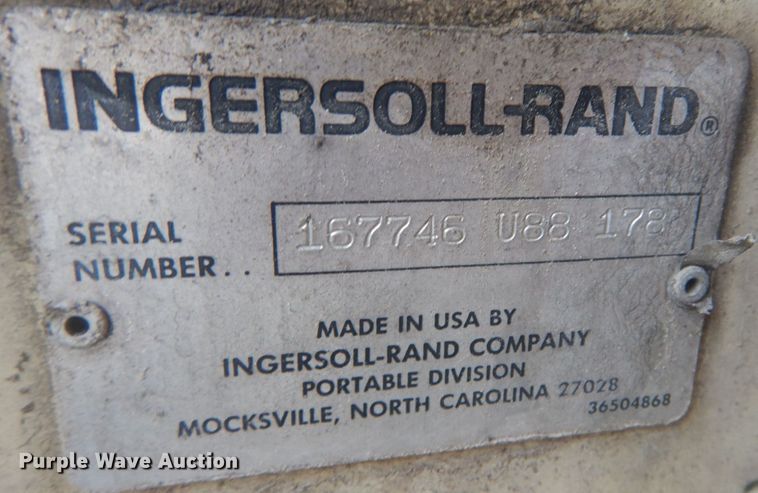 INGERSOLL-RAND®
SERIAL
NUMBER. . 167746 U88 178
MADE IN USA BY
INGERSOLL-RAND COMPANY
PORTABLE DIVISION
MOCKSVILLE, NORTH CAROLINA 27028
36504868
Purple Wave Auction